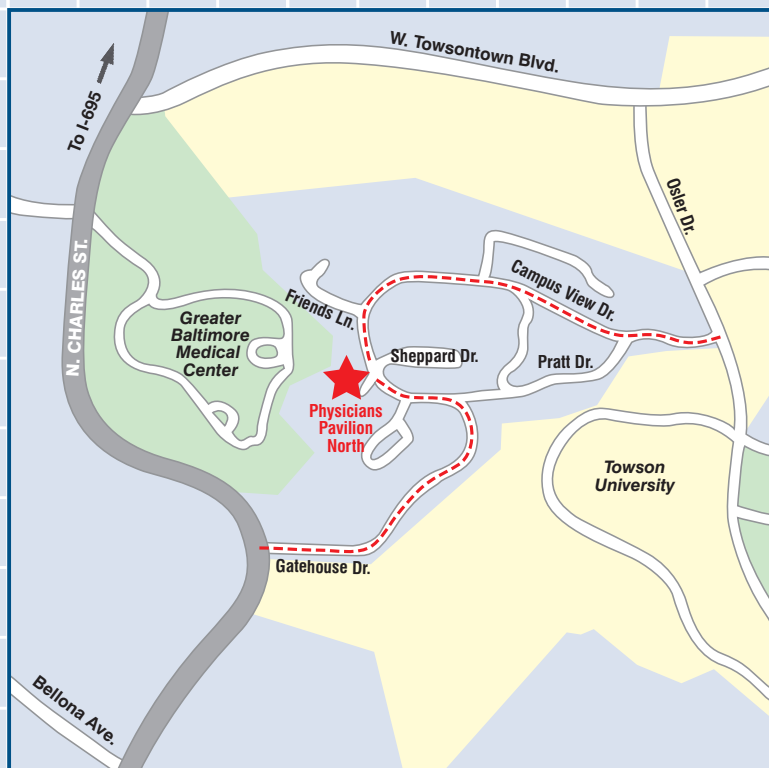 W. Towsontown Blvd.
To I-695
Osler Dr.
N. CHARLES ST.
Campus View Dr.
Friends Ln.
Greater
Baltimore
Medical
Center
Sheppard Dr.
Pratt Dr.
Physicians
Pavilion
North
Towson
University
Gatehouse Dr.
Bellona Ave.